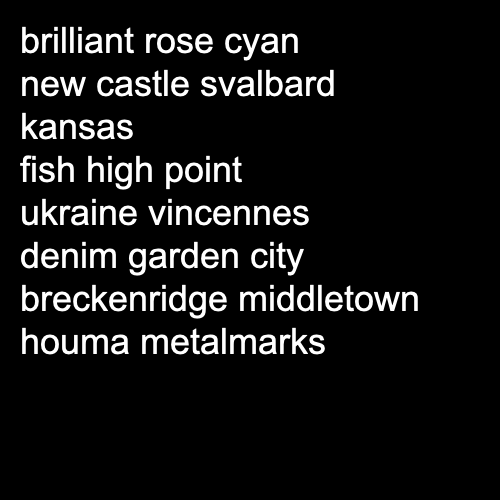 brilliant rose cyan
new castle svalbard
kansas
fish high point
ukraine vincennes
denim garden city
breckenridge middletown
houma metalmarks